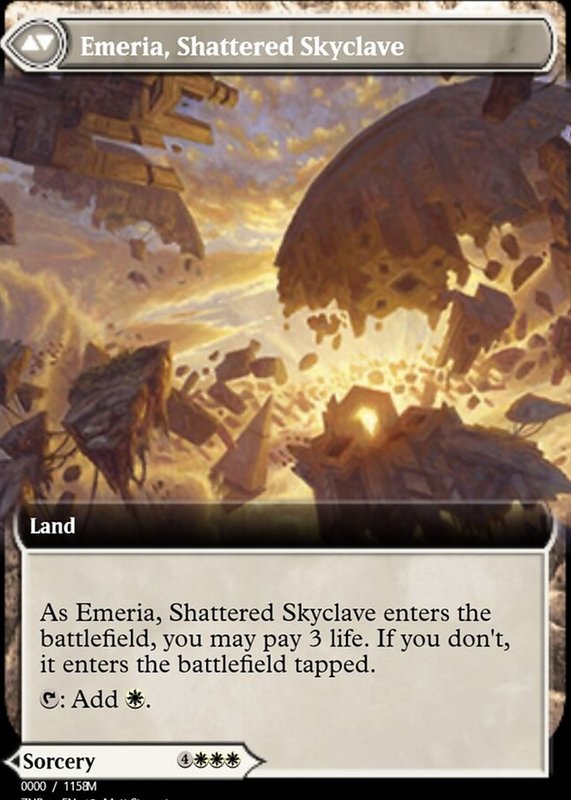 Emeria, Shattered Skyclave
Land
As Emeria, Shattered Skyclave enters the
battlefield, you may pay 3 life. If you don't,
it enters the battlefield tapped.
: Add .
Sorcery 4
0000 / 1158M